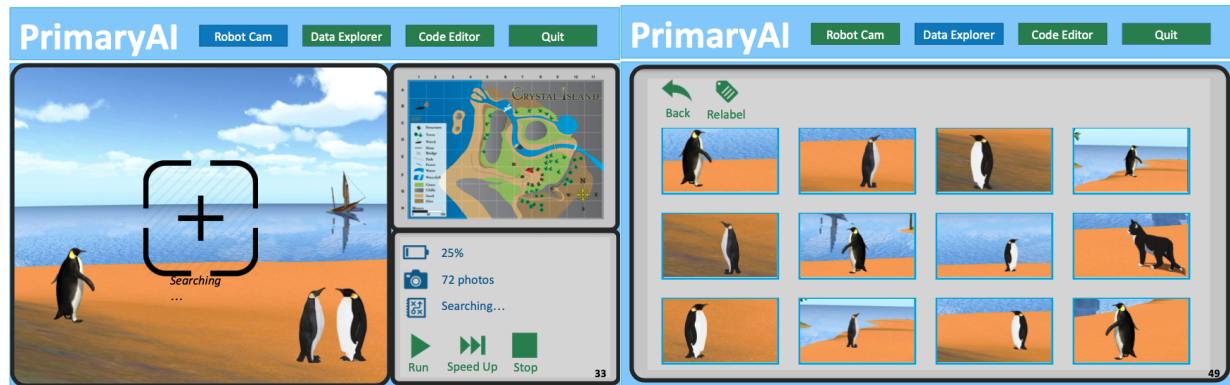 PrimaryAI
Robot Cam
Data Explorer
Code Editor
Quit
Searching
...
CRYSTAL ISLAND
25%
72 photos
Searching...
Run
Speed Up
Stop
33
PrimaryAI
Robot Cam
Data Explorer
Code Editor
Quit
Back
Relabel
49